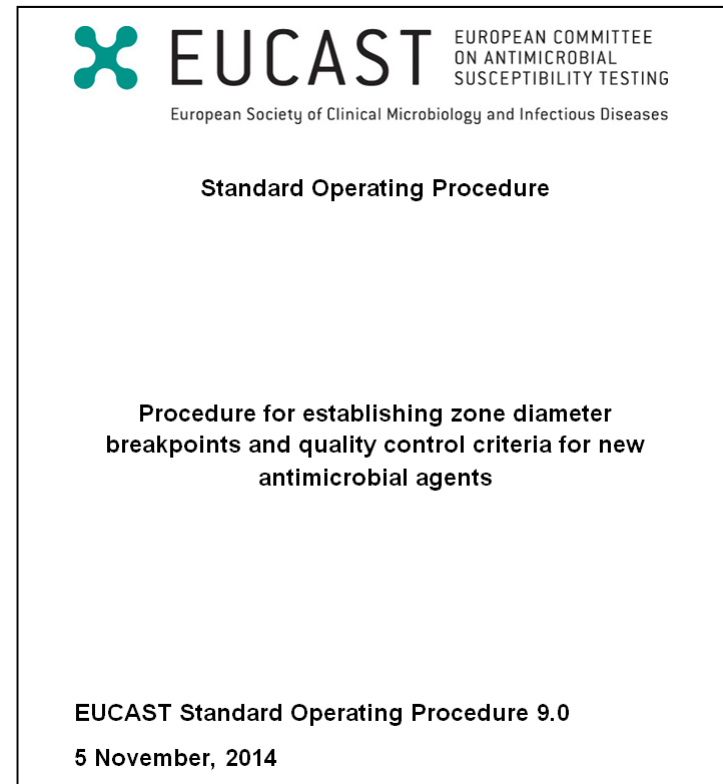 EUCAST
EUROPEAN COMMITTEE
ON ANTIMICROBIAL
SUSCEPTIBILITY TESTING
European Society of Clinical Microbiology and Infectious Diseases
Standard Operating Procedure
Procedure for establishing zone diameter
breakpoints and quality control criteria for new
antimicrobial agents
EUCAST Standard Operating Procedure 9.0
5 November, 2014